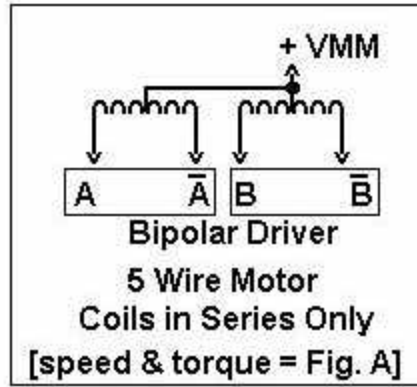 + VMM
A A̅ B B̅
Bipolar Driver
5 Wire Motor
Coils in Series Only
[speed & torque = Fig. A]